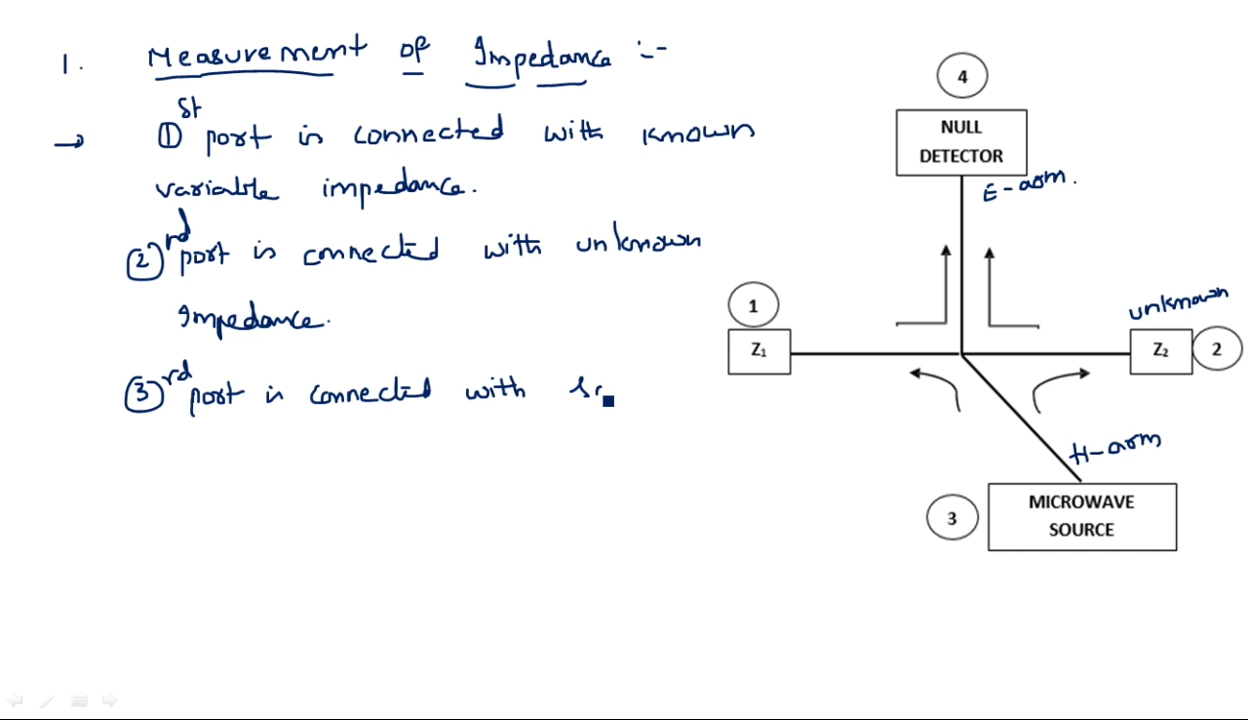 1. Measurement of Impedance :-
→ 1st port is connected with known
variable impedance.
2rd port is connected with unknown
Impedance.
3rd port is connected with
4
NULL
DETECTOR
E-arm.
1
Z₁
unknown
Z₂
2
H-arm
3
MICROWAVE
SOURCE